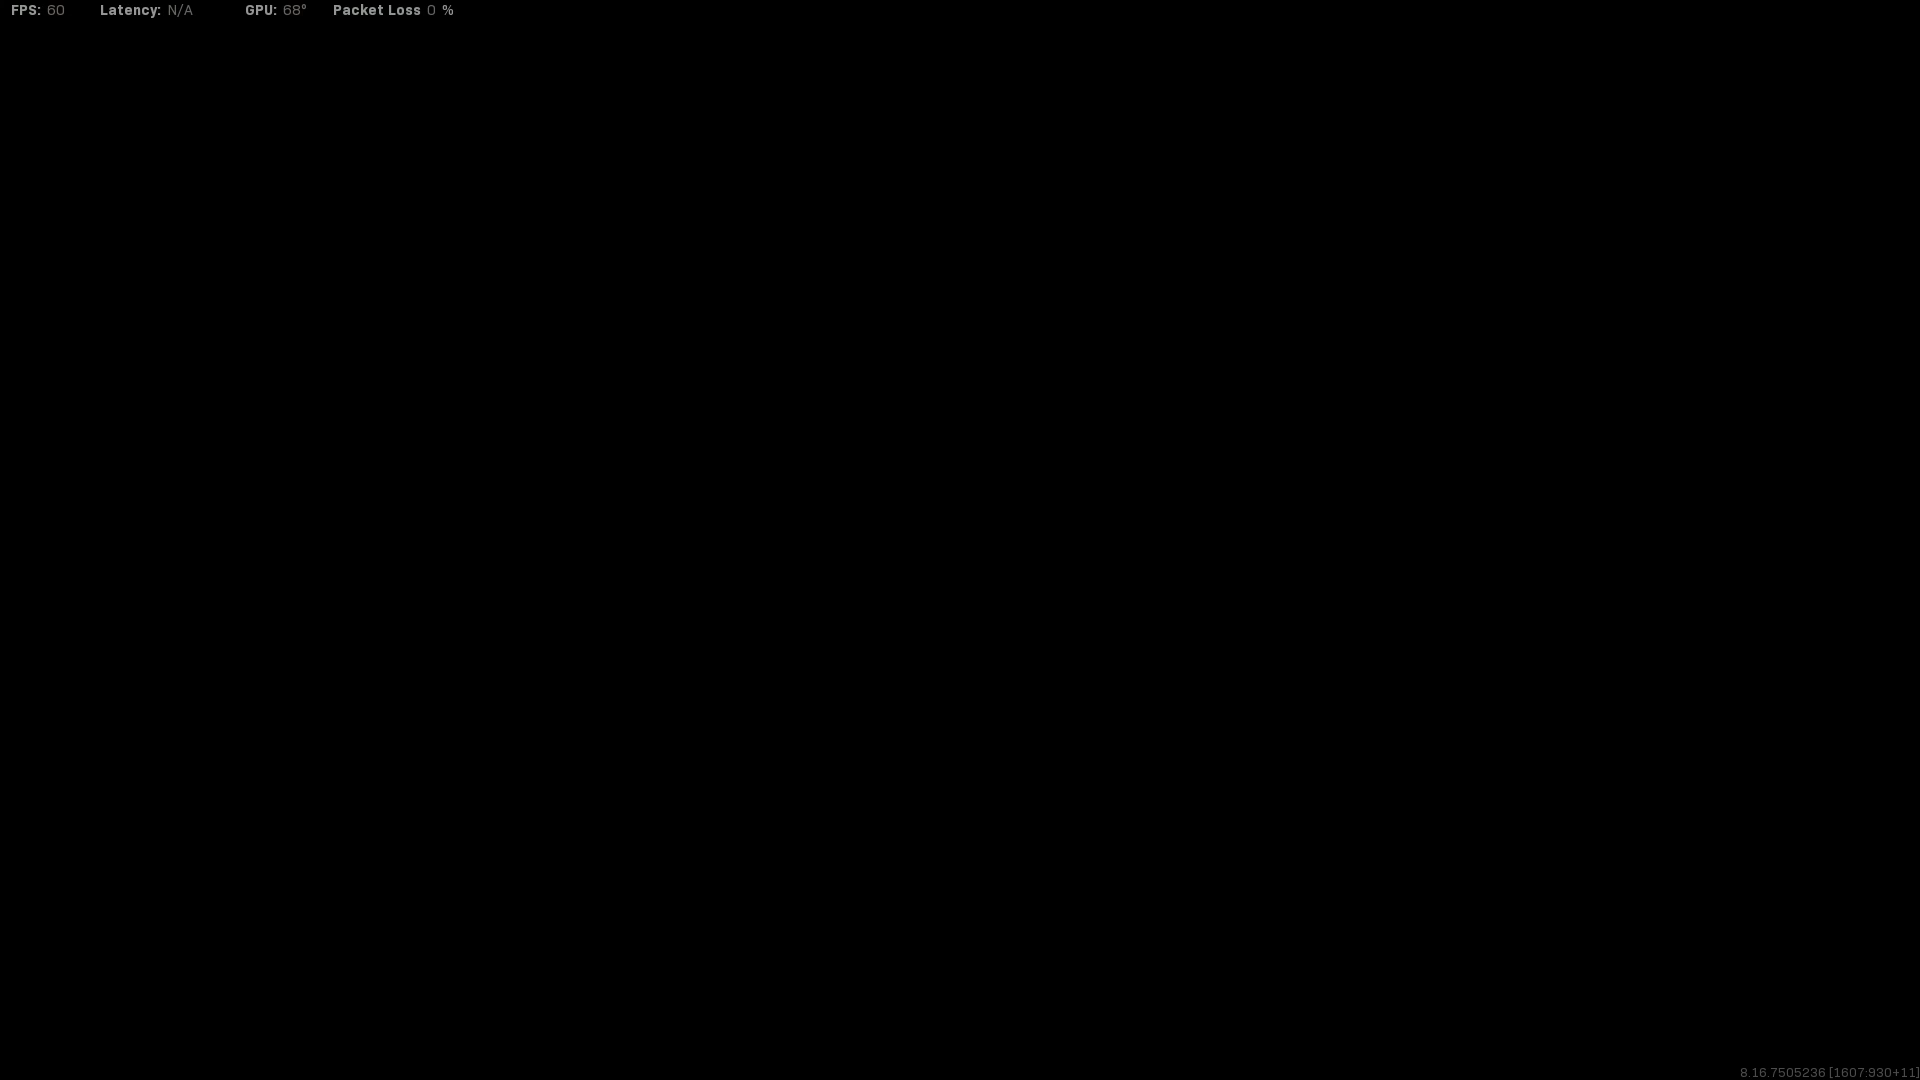 FPS: 60 Latency: N/A GPU: 68° Packet Loss 0 %
8.16.7505236 [1607:930+11]